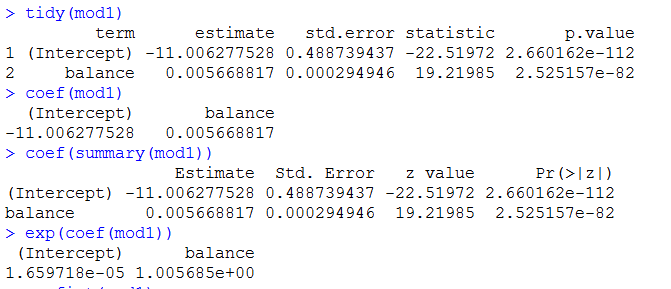 > tidy(mod1)
term estimate std.error statistic p.value
1 (Intercept) -11.006277528 0.488739437 -22.51972 2.660162e-112
2 balance 0.005668817 0.000294946 19.21985 2.525157e-82
> coef(mod1)
(Intercept) balance
-11.006277528 0.005668817
> coef(summary(mod1))
Estimate Std. Error z value Pr(>|z|)
(Intercept) -11.006277528 0.488739437 -22.51972 2.660162e-112
balance 0.005668817 0.000294946 19.21985 2.525157e-82
> exp(coef(mod1))
(Intercept) balance
1.659718e-05 1.005685e+00